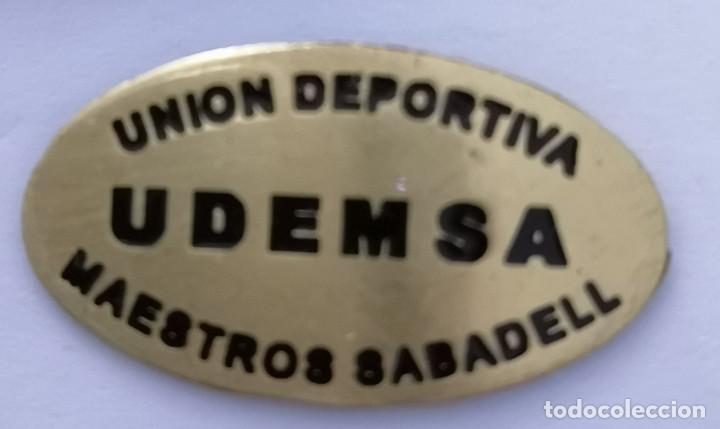 UNION DEPORTIVA
UDEMSA
MAESTROS SABADELL
todocoleccion